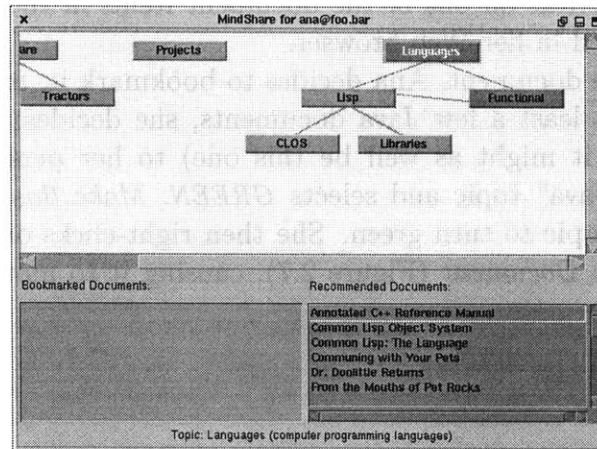 MindShare for ana@foo.bar
are
Projects
Languages
Tractors
Lisp
Functional
CLOS
Libraries
Bookmarked Documents:
Recommended Documents:
Annotated C++ Reference Manual
Common Lisp Object System
Common Lisp: The Language
Communing with Your Pets
Dr. Doolittle Returns
From the Mouths of Pet Rocks
Topic: Languages (computer programming languages)